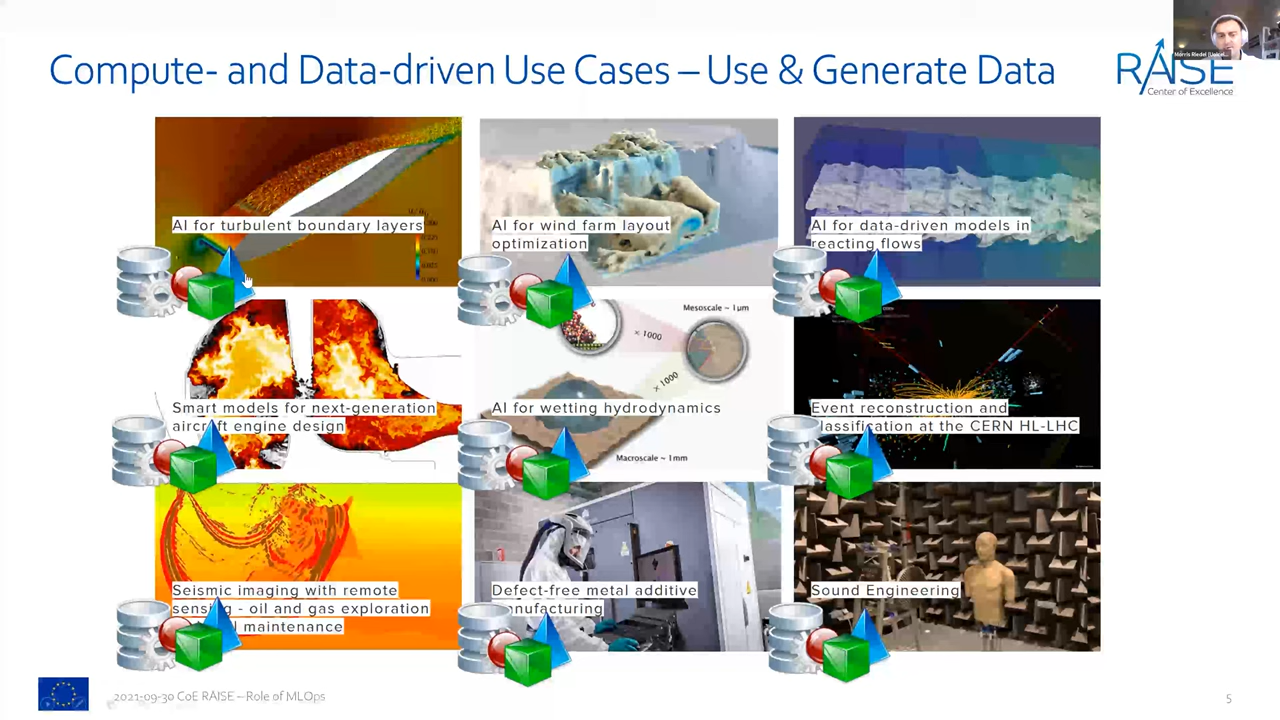 Compute- and Data-driven Use Cases – Use & Generate Data
RAISE
Center of Excellence
AI for turbulent boundary layers
AI for wind farm layout
optimization
AI for data-driven models in
reacting flows
Mesoscale ~ 1µm
× 1000
× 1000
Macroscale ~ 1mm
Smart models for next-generation
aircraft engine design
AI for wetting hydrodynamics
Event reconstruction and
classification at the CERN HL-LHC
Seismic imaging with remote
sensing - oil and gas exploration
maintenance
Defect-free metal additive
manufacturing
Sound Engineering
2021-09-30 CoE RAISE – Role of MLOps
5